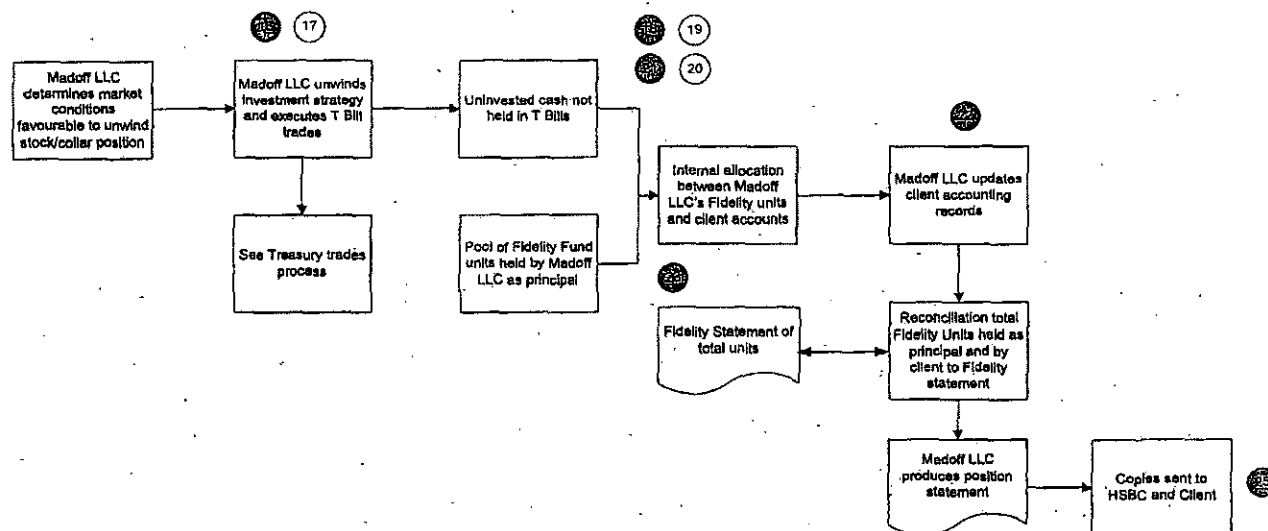 17
19
20
Madoff LLC
determines market
conditions
favourable to unwind
stock/collar position
Madoff LLC unwinds
investment strategy
and executes T Bill
trades
Uninvested cash not
held in T Bills
Internal allocation
between Madoff
LLC's Fidelity units
and client accounts
Madoff LLC updates
client accounting
records
See Treasury trades
process
Pool of Fidelity Fund
units held by Madoff
LLC as principal
Fidelity Statement of
total units
Reconciliation total
Fidelity Units held as
principal and by
client to Fidelity
statement
Madoff LLC
produces position
statement
Copies sent to
HSBC and Client